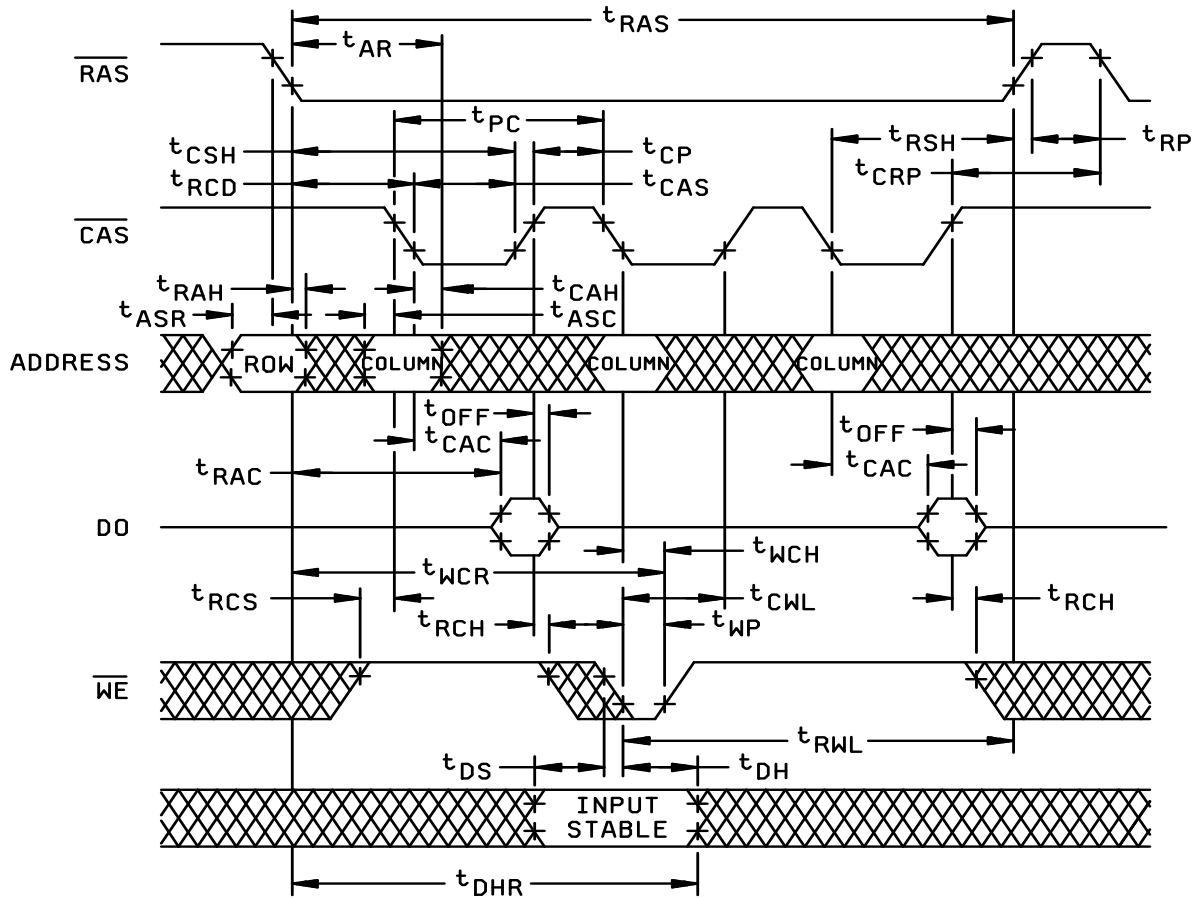 tRAS
tAR
RAS
tPC
tRSH
tRP
tCSH
tCP
tCRP
tRCD
tCAS
CAS
tRAH
tCAH
tASR
tASC
ADDRESS
ROW
COLUMN
COLUMN
COLUMN
tOFF
tOFF
tCAC
tCAC
tRAC
DO
tWCH
tWCR
tRCS
tCWL
tRCH
tRCH
tWP
WE
tRWL
tDS
tDH
INPUT
STABLE
tDHR